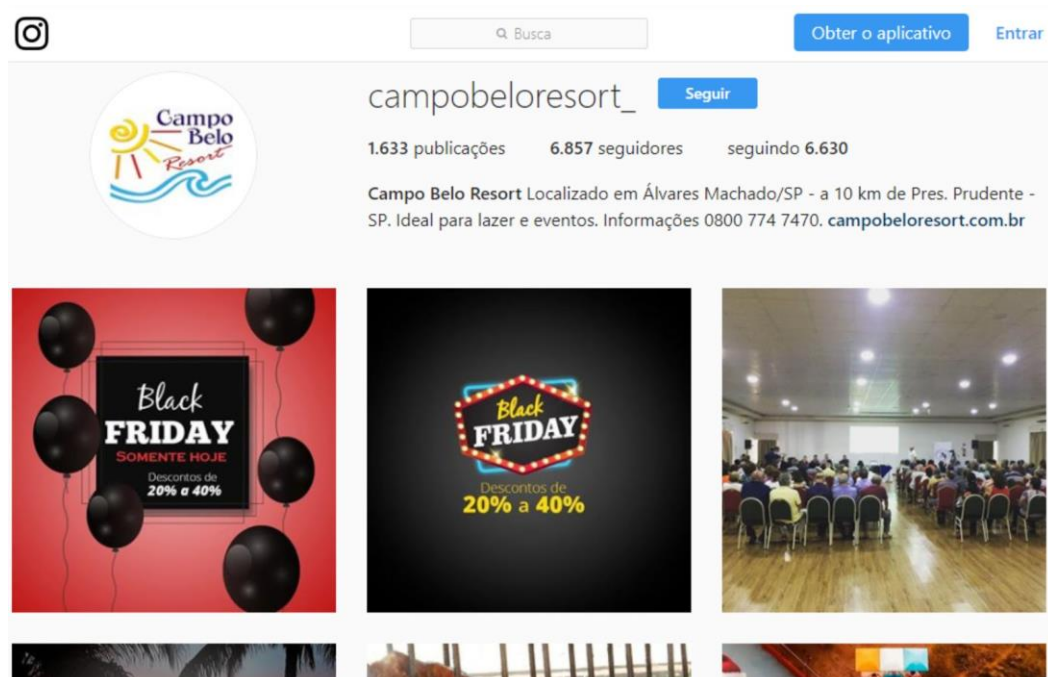 Busca
Obter o aplicativo
Entrar
Campo
Belo
Resort
campobeloresort_
Seguir
1.633 publicações 6.857 seguidores seguindo 6.630
Campo Belo Resort Localizado em Álvares Machado/SP - a 10 km de Pres. Prudente -
SP. Ideal para lazer e eventos. Informações 0800 774 7470. campobeloresort.com.br
Black
FRIDAY
SOMENTE HOJE
Descontos de
20% a 40%
Black
FRIDAY
Descontos de
20% a 40%